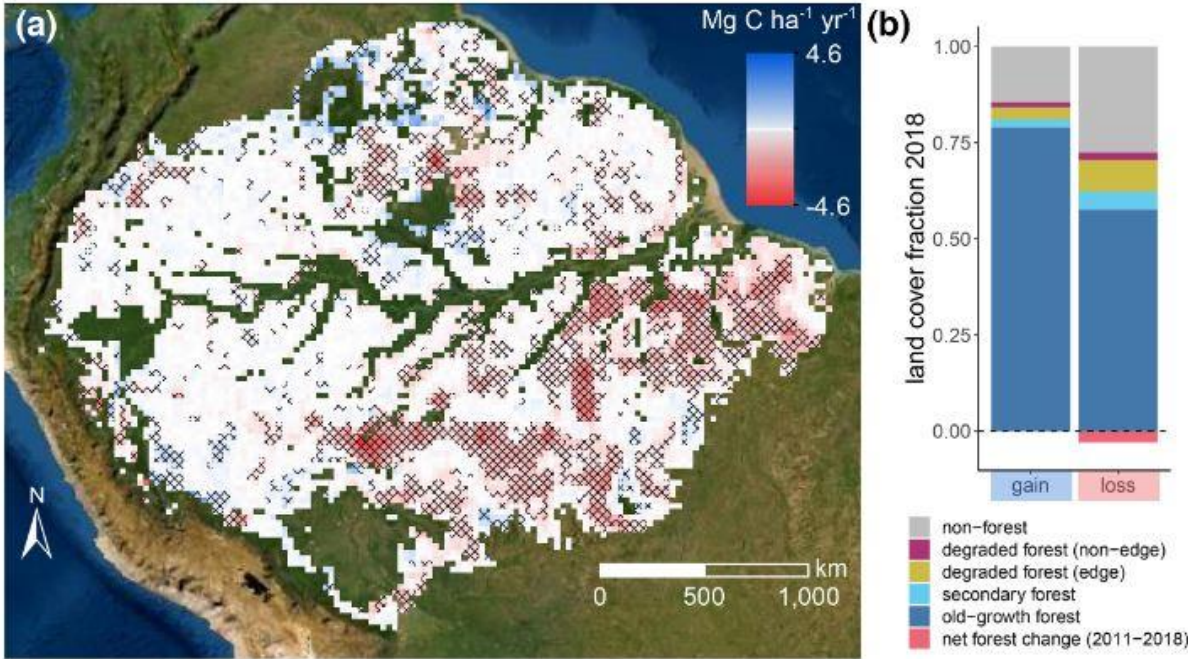 (a)
Mg C ha⁻¹ yr⁻¹
4.6
-4.6
N
km
0 500 1,000
(b)
land cover fraction 2018
1.00
0.75
0.50
0.25
0.00
gain loss
non−forest
degraded forest (non−edge)
degraded forest (edge)
secondary forest
old−growth forest
net forest change (2011−2018)